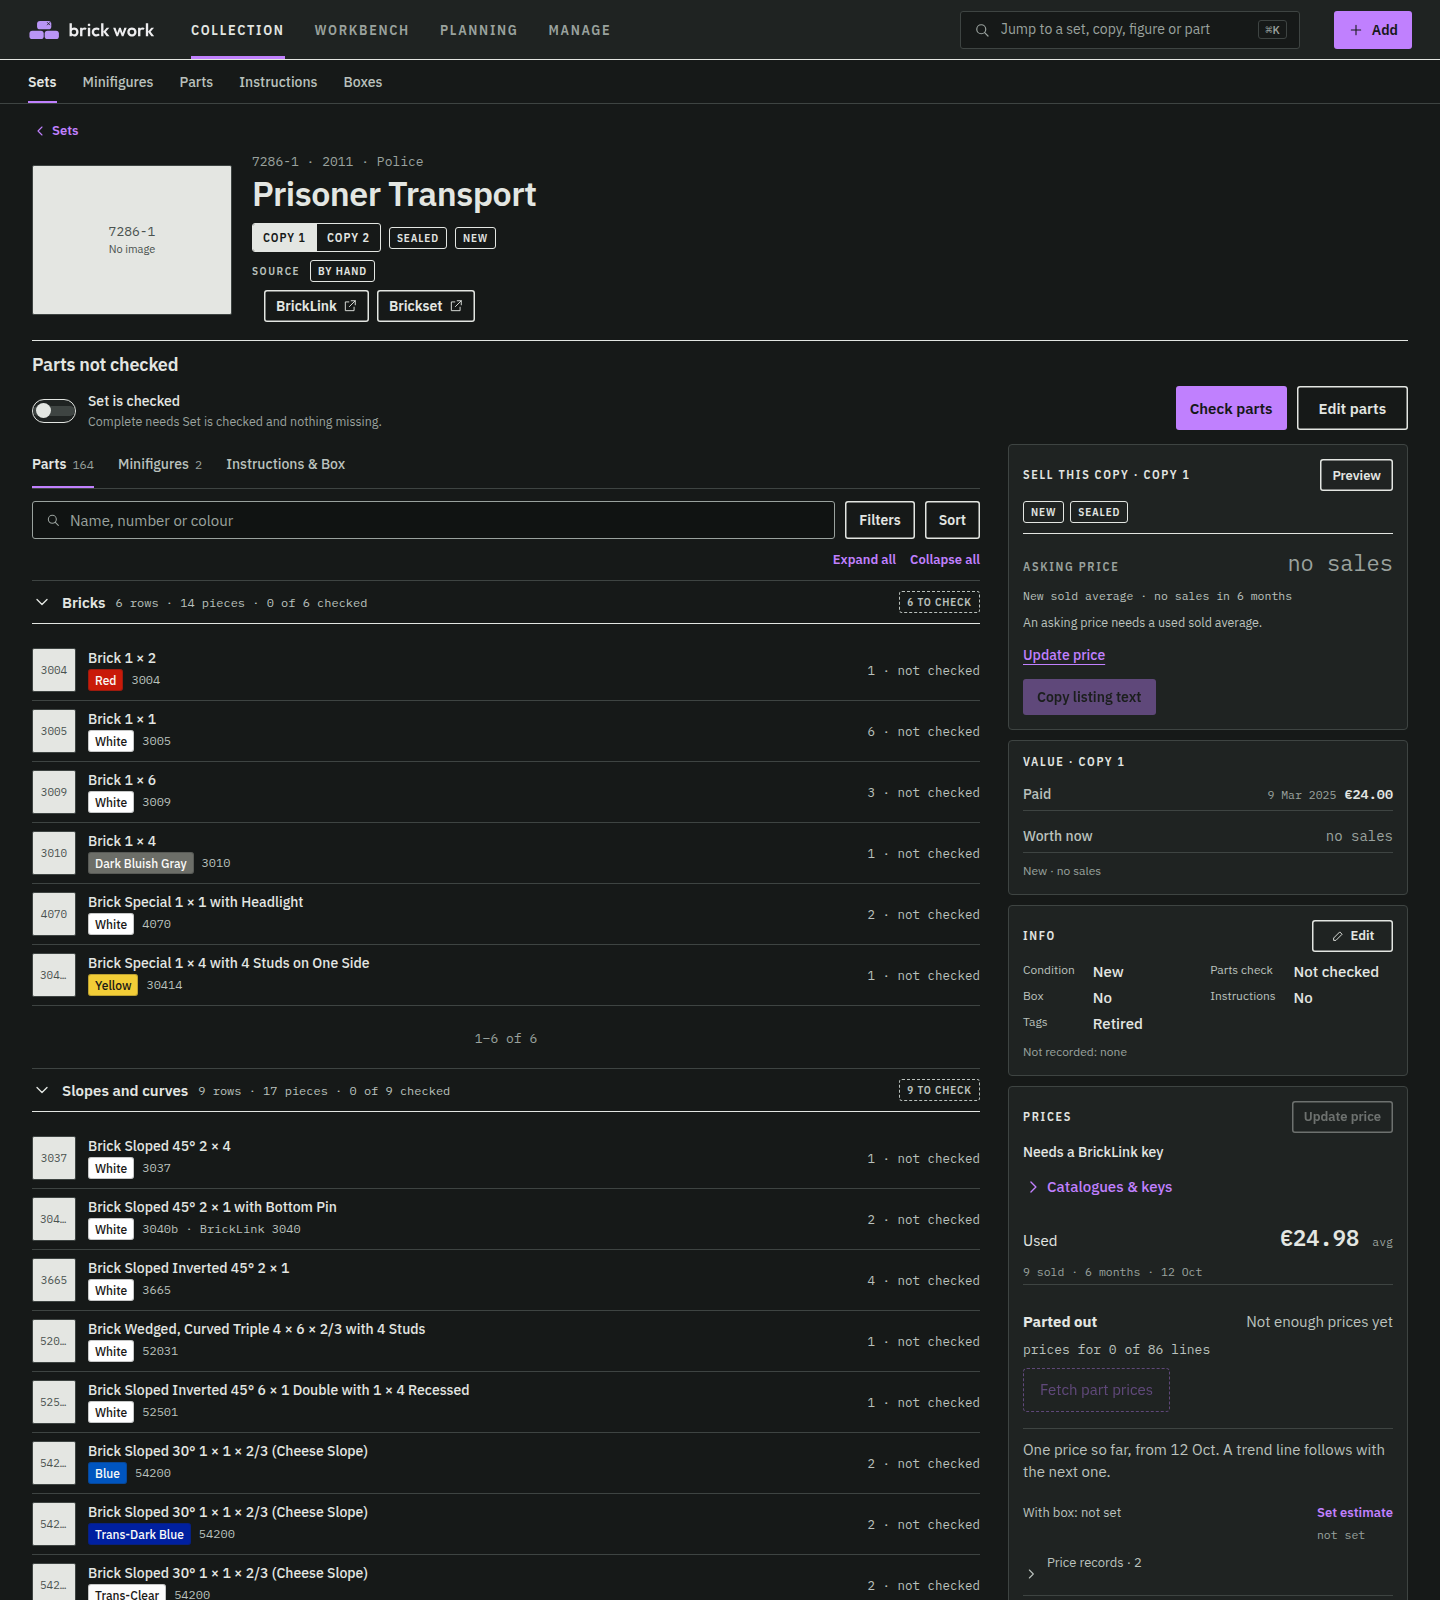 brick work
COLLECTION
WORKBENCH
PLANNING
MANAGE
Jump to a set, copy, figure or part
⌘K
+ Add
Sets
Minifigures
Parts
Instructions
Boxes
Sets
7286-1
No image
7286-1 · 2011 · Police
Prisoner Transport
COPY 1
COPY 2
SEALED
NEW
SOURCE
BY HAND
BrickLink
Brickset
Parts not checked
Set is checked
Complete needs Set is checked and nothing missing.
Check parts
Edit parts
Parts 164
Minifigures 2
Instructions & Box
Name, number or colour
Filters
Sort
Expand all
Collapse all
Bricks 6 rows · 14 pieces · 0 of 6 checked
6 TO CHECK
3004
Brick 1 × 2
Red 3004
1 · not checked
3005
Brick 1 × 1
White 3005
6 · not checked
3009
Brick 1 × 6
White 3009
3 · not checked
3010
Brick 1 × 4
Dark Bluish Gray 3010
1 · not checked
4070
Brick Special 1 × 1 with Headlight
White 4070
2 · not checked
304…
Brick Special 1 × 4 with 4 Studs on One Side
Yellow 30414
1 · not checked
1–6 of 6
Slopes and curves 9 rows · 17 pieces · 0 of 9 checked
9 TO CHECK
3037
Brick Sloped 45° 2 × 4
White 3037
1 · not checked
304…
Brick Sloped 45° 2 × 1 with Bottom Pin
White 3040b · BrickLink 3040
2 · not checked
3665
Brick Sloped Inverted 45° 2 × 1
White 3665
4 · not checked
520…
Brick Wedged, Curved Triple 4 × 6 × 2/3 with 4 Studs
White 52031
1 · not checked
525…
Brick Sloped Inverted 45° 6 × 1 Double with 1 × 4 Recessed
White 52501
1 · not checked
542…
Brick Sloped 30° 1 × 1 × 2/3 (Cheese Slope)
Blue 54200
2 · not checked
542…
Brick Sloped 30° 1 × 1 × 2/3 (Cheese Slope)
Trans-Dark Blue 54200
2 · not checked
542…
Brick Sloped 30° 1 × 1 × 2/3 (Cheese Slope)
Trans-Clear 54200
2 · not checked
SELL THIS COPY · COPY 1
Preview
NEW
SEALED
ASKING PRICE
no sales
New sold average · no sales in 6 months
An asking price needs a used sold average.
Update price
Copy listing text
VALUE · COPY 1
Paid
9 Mar 2025 €24.00
Worth now
no sales
New · no sales
INFO
Edit
Condition New
Parts check Not checked
Box No
Instructions No
Tags Retired
Not recorded: none
PRICES
Update price
Needs a BrickLink key
Catalogues & keys
Used
€24.98 avg
9 sold · 6 months · 12 Oct
Parted out
Not enough prices yet
prices for 0 of 86 lines
Fetch part prices
One price so far, from 12 Oct. A trend line follows with
the next one.
With box: not set
Set estimate
not set
Price records · 2